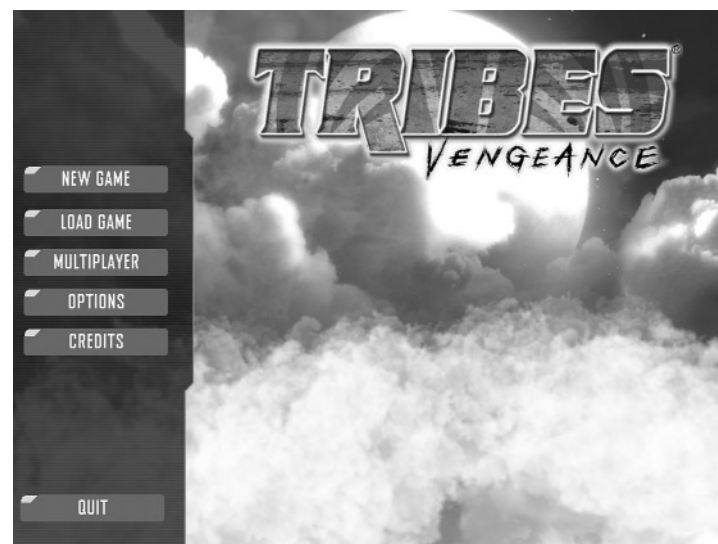 TRIBES®
VENGEANCE
NEW GAME
LOAD GAME
MULTIPLAYER
OPTIONS
CREDITS
QUIT